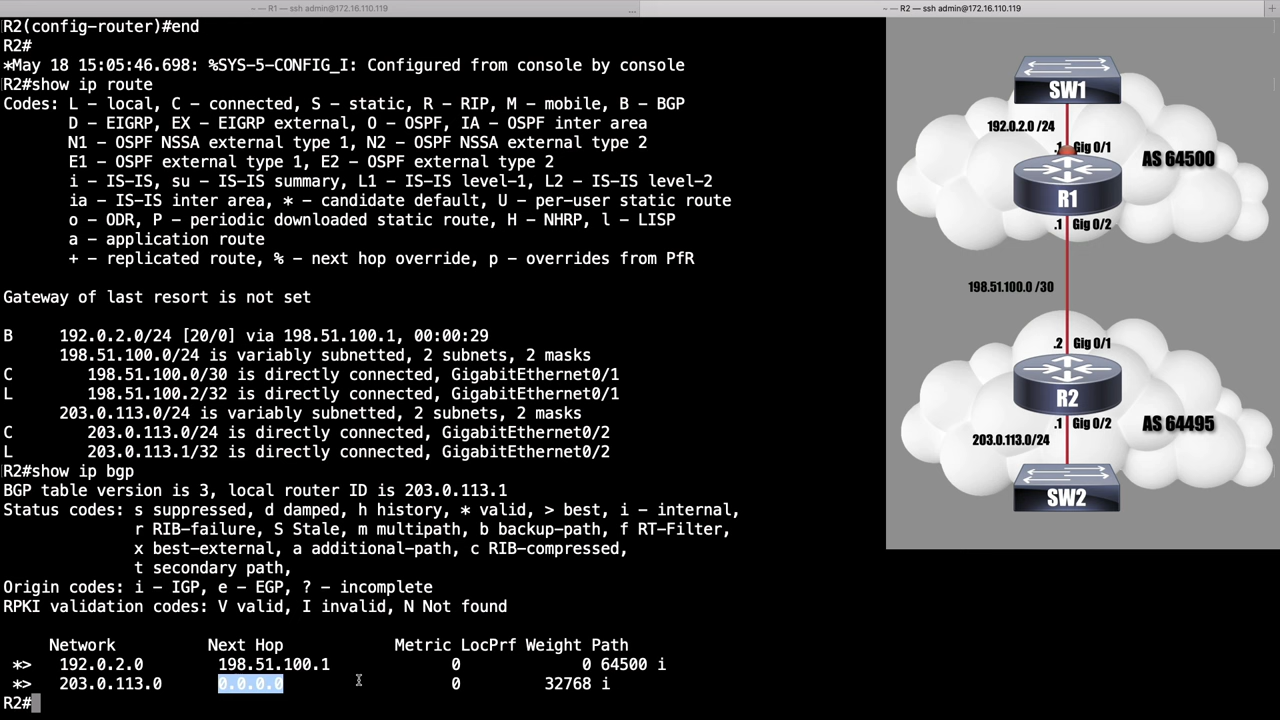 – ~ – R1 – ssh admin@172.16.110.119
...
– ~ – R2 – ssh admin@172.16.110.119
+
R2(config-router)#end
R2#
*May 18 15:05:46.698: %SYS-5-CONFIG_I: Configured from console by console
R2#show ip route
Codes: L - local, C - connected, S - static, R - RIP, M - mobile, B - BGP
D - EIGRP, EX - EIGRP external, O - OSPF, IA - OSPF inter area
N1 - OSPF NSSA external type 1, N2 - OSPF NSSA external type 2
E1 - OSPF external type 1, E2 - OSPF external type 2
i - IS-IS, su - IS-IS summary, L1 - IS-IS level-1, L2 - IS-IS level-2
ia - IS-IS inter area, * - candidate default, U - per-user static route
o - ODR, P - periodic downloaded static route, H - NHRP, l - LISP
a - application route
+ - replicated route, % - next hop override, p - overrides from PfR
Gateway of last resort is not set
B 192.0.2.0/24 [20/0] via 198.51.100.1, 00:00:29
198.51.100.0/24 is variably subnetted, 2 subnets, 2 masks
C 198.51.100.0/30 is directly connected, GigabitEthernet0/1
L 198.51.100.2/32 is directly connected, GigabitEthernet0/1
203.0.113.0/24 is variably subnetted, 2 subnets, 2 masks
C 203.0.113.0/24 is directly connected, GigabitEthernet0/2
L 203.0.113.1/32 is directly connected, GigabitEthernet0/2
R2#show ip bgp
BGP table version is 3, local router ID is 203.0.113.1
Status codes: s suppressed, d damped, h history, * valid, > best, i - internal,
r RIB-failure, S Stale, m multipath, b backup-path, f RT-Filter,
x best-external, a additional-path, c RIB-compressed,
t secondary path,
Origin codes: i - IGP, e - EGP, ? - incomplete
RPKI validation codes: V valid, I invalid, N Not found
Network Next Hop Metric LocPrf Weight Path
*> 192.0.2.0 198.51.100.1 0 0 64500 i
*> 203.0.113.0 0.0.0.0 0 32768 i
R2#
SW1
192.0.2.0 /24
.1 Gig 0/1
AS 64500
R1
.1 Gig 0/2
198.51.100.0 /30
.2 Gig 0/1
R2
AS 64495
.1 Gig 0/2
203.0.113.0/24
SW2